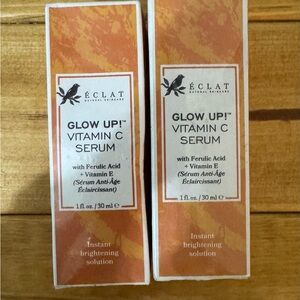 ÉCLAT
NATURAL SKINCARE
GLOW UP!™
VITAMIN C
SERUM
with Ferulic Acid
+ Vitamin E
(Sérum Anti-Âge
Éclaircissant)
1 fl. oz. / 30 ml ℮
Instant
brightening
solution
ÉCLAT
NATURAL SKINCARE
GLOW UP!™
VITAMIN C
SERUM
with Ferulic Acid
+ Vitamin E
(Sérum Anti-Âge
Éclaircissant)
1 fl. oz. / 30 ml ℮
Instant
brightening
solution